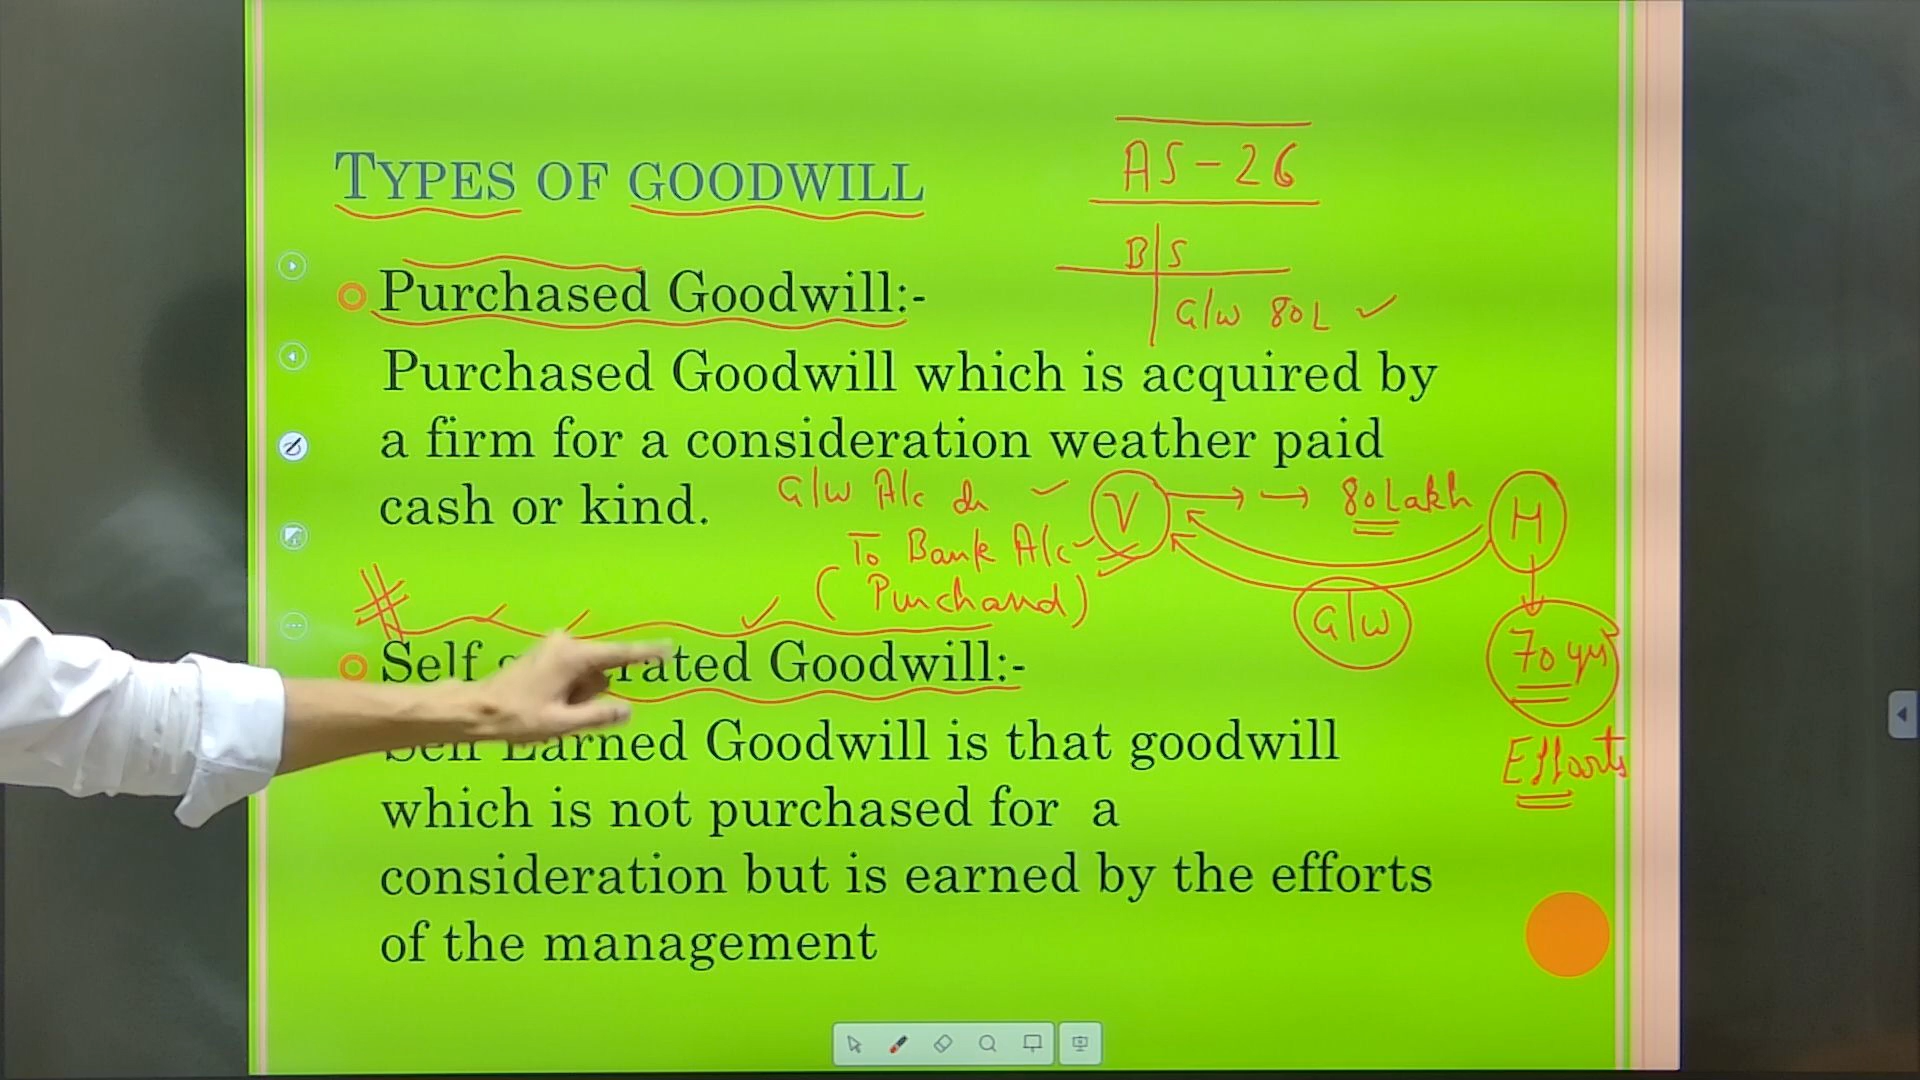 TYPES OF GOODWILL
AS-26
B S
G/w 80L
Purchased Goodwill:-
Purchased Goodwill which is acquired by
a firm for a consideration weather paid
cash or kind.
G/w A/c dr
To Bank A/c
V
80 Lakh
H
G/w
70 yrs
Efforts
Self Goodwill:-
Self Earned Goodwill is that goodwill
which is not purchased for a
consideration but is earned by the efforts
of the management